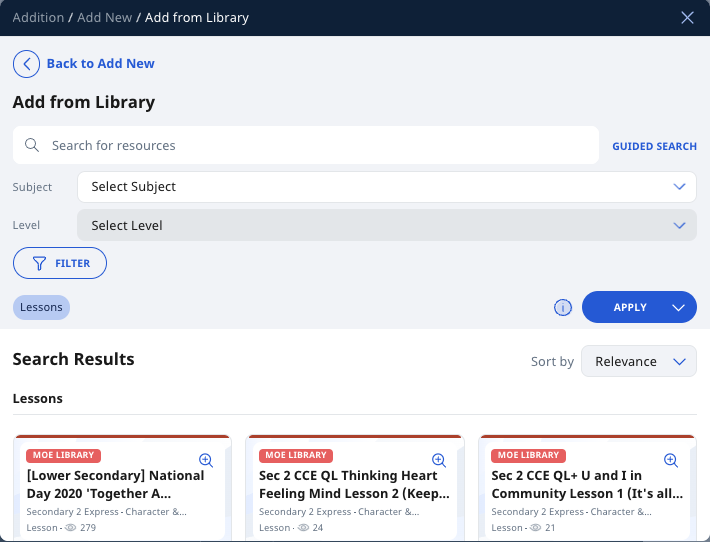 Addition / Add New / Add from Library
Back to Add New
Add from Library
Search for resources
GUIDED SEARCH
Subject
Select Subject
Level
Select Level
FILTER
Lessons
i
APPLY
Search Results
Sort by
Relevance
Lessons
MOE LIBRARY
[Lower Secondary] National
Day 2020 'Together A...
Secondary 2 Express · Character &...
Lesson · 279
MOE LIBRARY
Sec 2 CCE QL Thinking Heart
Feeling Mind Lesson 2 (Keep...
Secondary 2 Express · Character &...
Lesson · 24
MOE LIBRARY
Sec 2 CCE QL+ U and I in
Community Lesson 1 (It's all...
Secondary 2 Express · Character &...
Lesson · 21